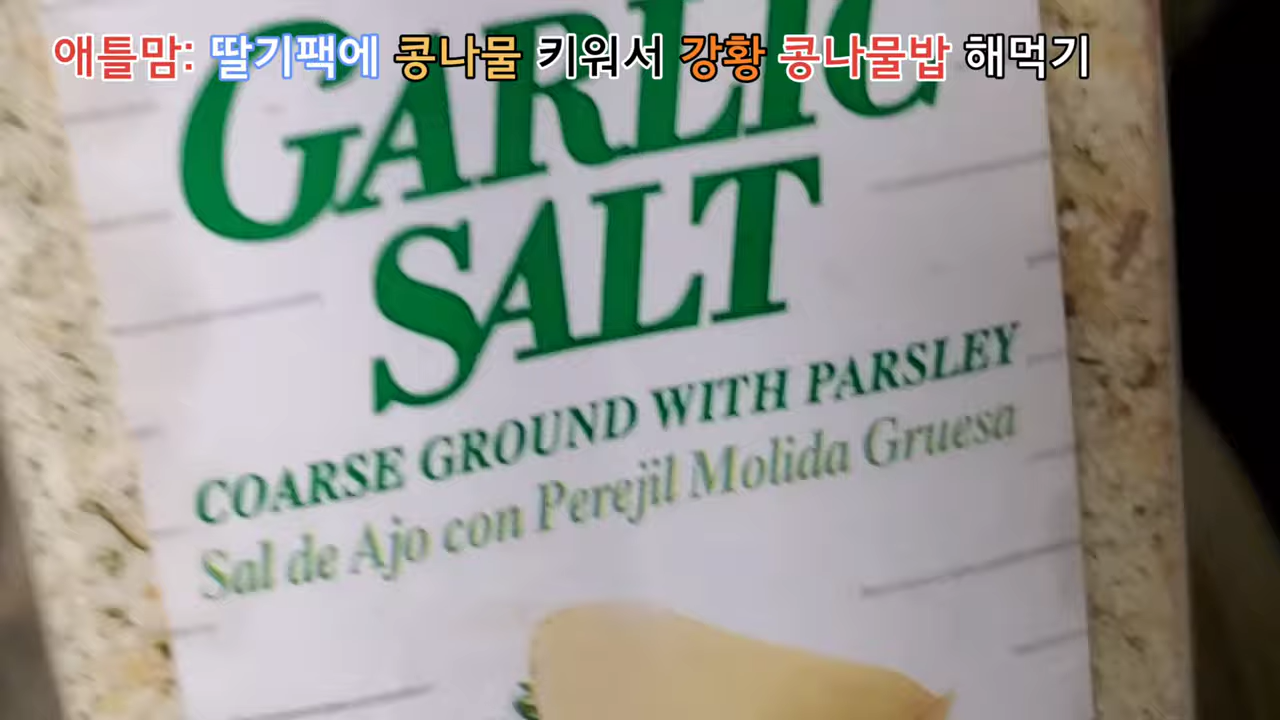 애틀맘: 딸기팩에 콩나물 키워서 강황 콩나물밥 해먹기
GARLIC
SALT
COARSE GROUND WITH PARSLEY
Sal de Ajo con Perejil Molida Gruesa